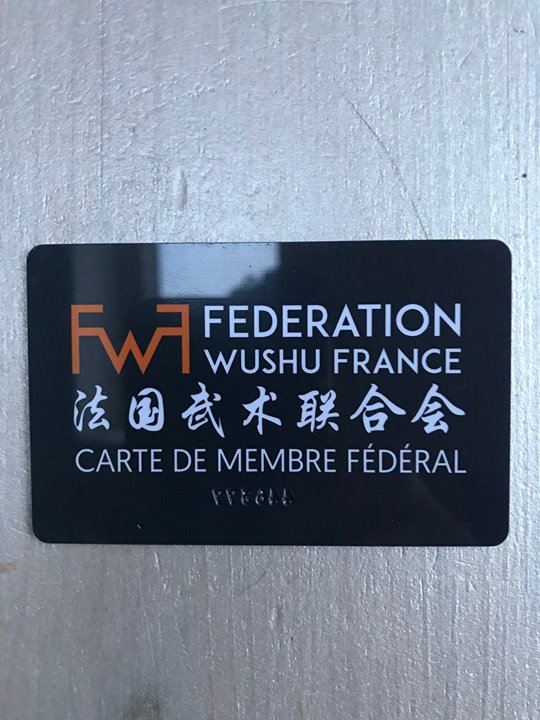 FWF FEDERATION
WUSHU FRANCE
法国武术联合会
CARTE DE MEMBRE FÉDÉRAL